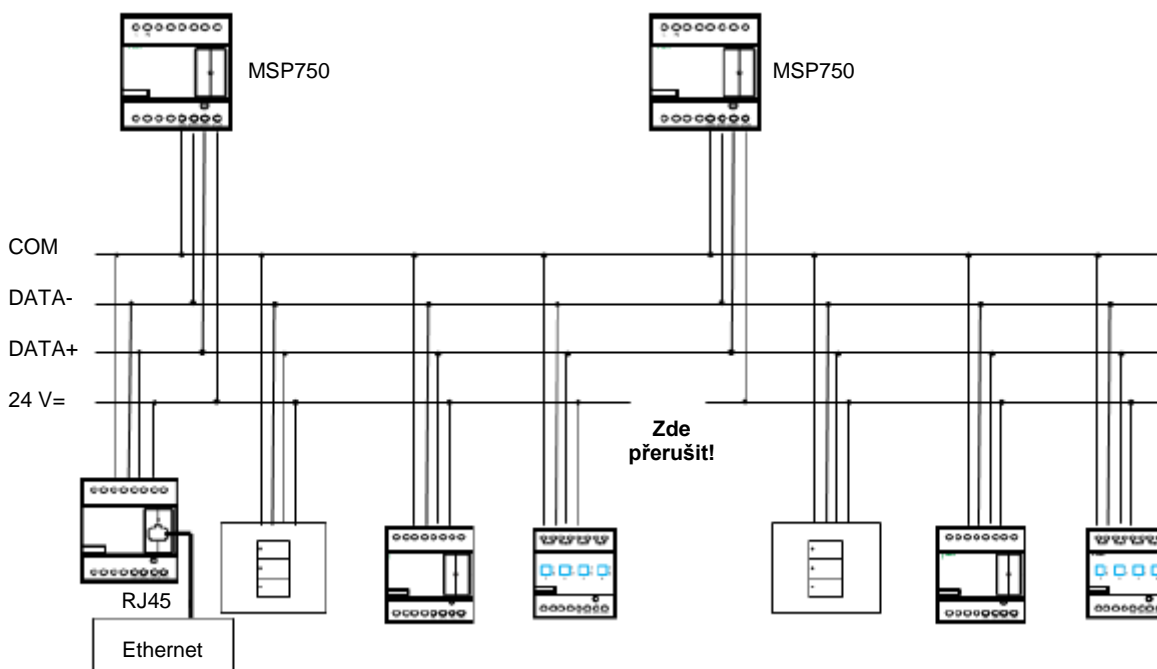 MSP750
MSP750
COM
DATA-
DATA+
24 V=
Zde
přerušit!
RJ45
Ethernet